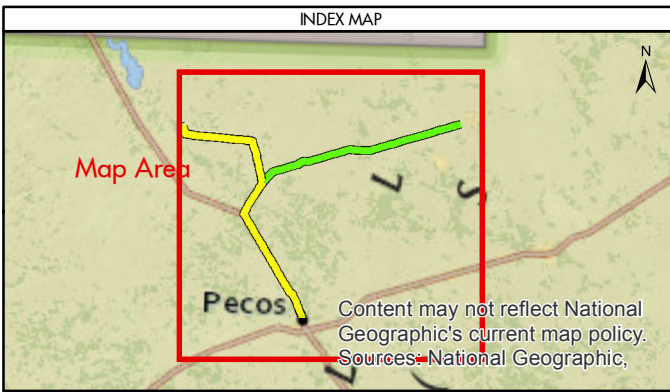 INDEX MAP
N
Map Area
L
S
Pecos
Content may not reflect National
Geographic's current map policy.
Sources: National Geographic,
L